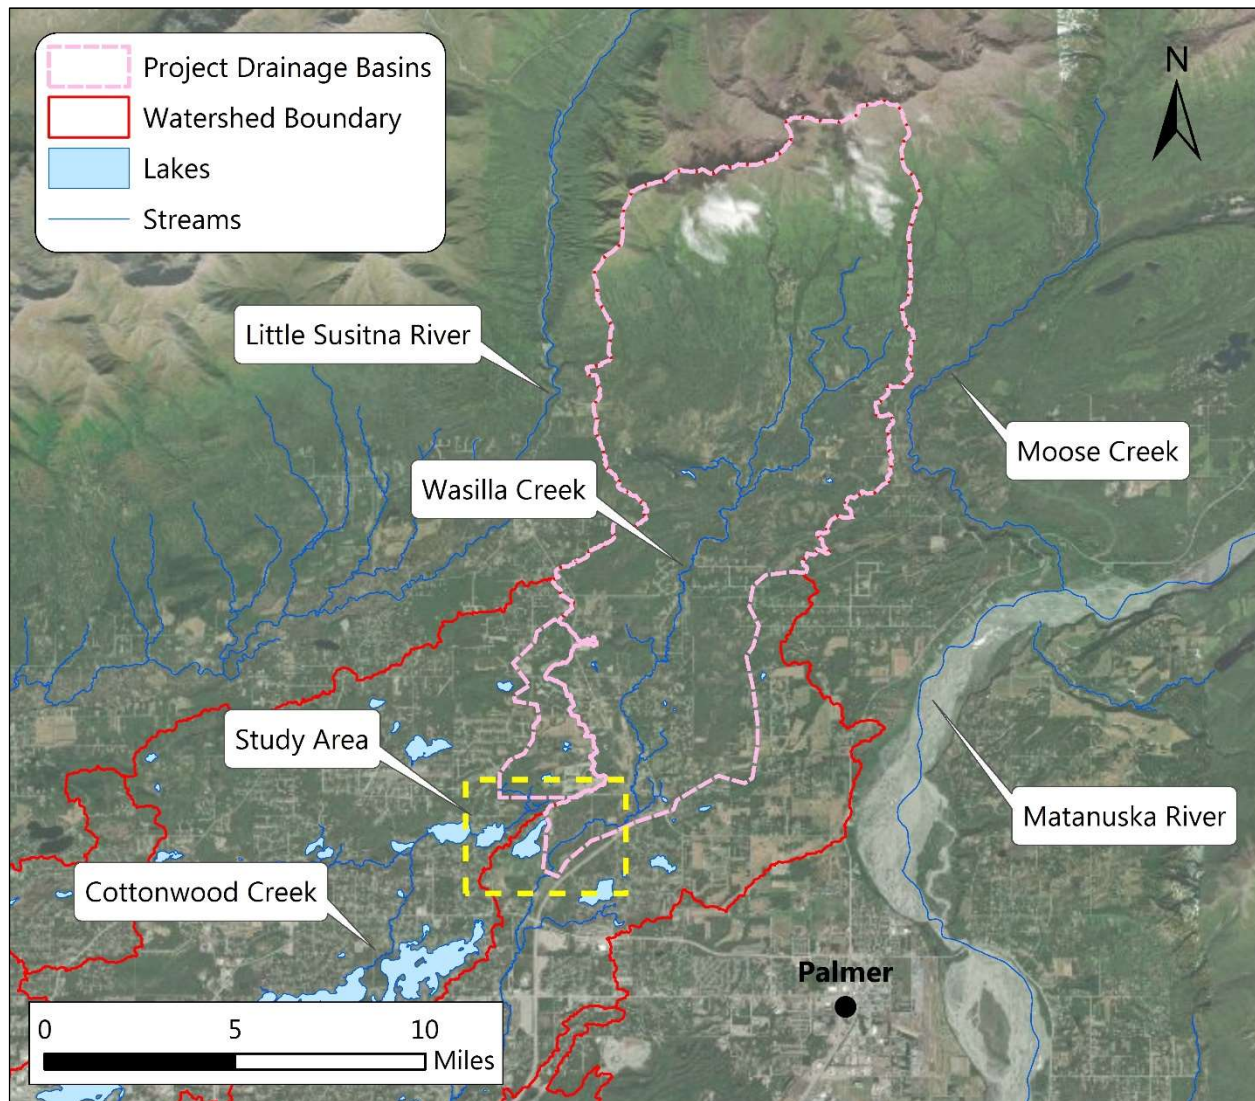 Project Drainage Basins
Watershed Boundary
Lakes
Streams
N
Little Susitna River
Moose Creek
Wasilla Creek
Study Area
Matanuska River
Cottonwood Creek
Palmer
0 5 10
Miles